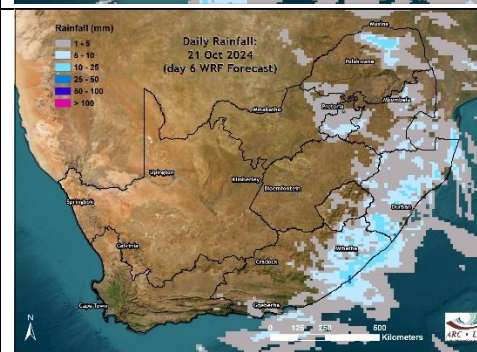 Rainfall (mm)
1 - 5
5 - 10
10 - 25
25 - 50
50 - 100
> 100
Daily Rainfall:
21 Oct 2024
(day 6 WRF Forecast)
Musina
Polokwane
Mbombela
Pretoria
Mmabatho
Upington
Kimberley
Bloemfontein
Springbok
Durban
Calvinia
Mthatha
Cradock
Cape Town
Gqeberha
N
0 125 250 500
Kilometers